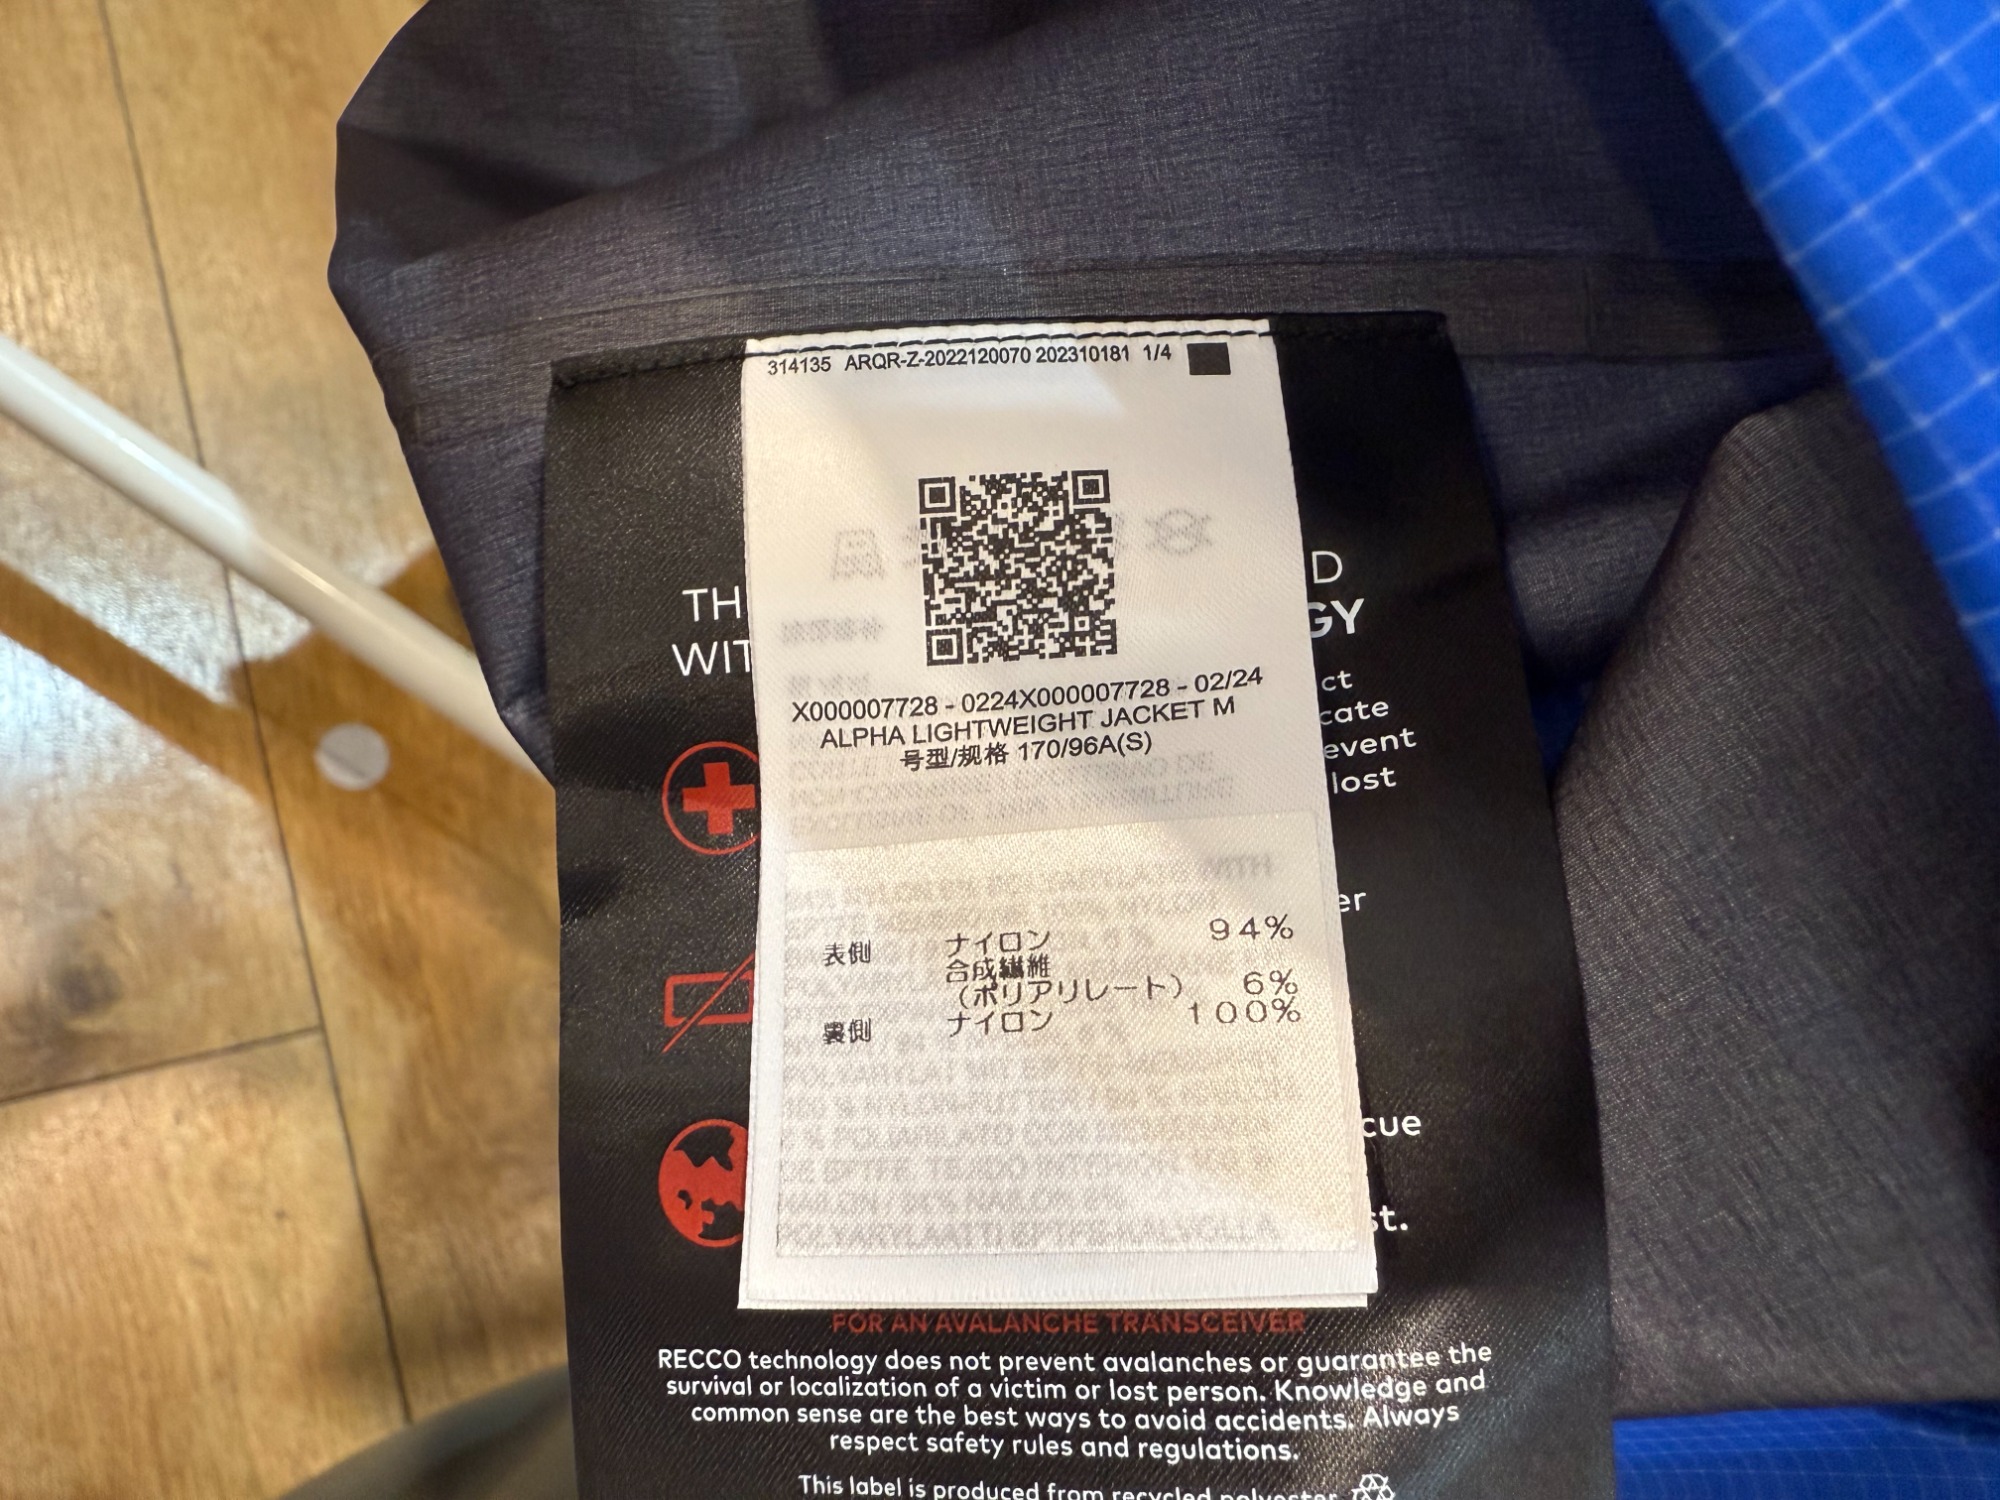 314135 ARQR-Z-2022120070 202310181 1/4
TH
D
WIT
GY
X000007728 - 0224X000007728 - 02/24
ALPHA LIGHTWEIGHT JACKET M
号型/规格 170/96A(S)
ct
cate
event
lost
er
表側 ナイロン 94%
合成繊維
(ポリアリレート) 6%
裏側 ナイロン 100%
cue
st.
FOR AN AVALANCHE TRANSCEIVER
RECCO technology does not prevent avalanches or guarantee the
survival or localization of a victim or lost person. Knowledge and
common sense are the best ways to avoid accidents. Always
respect safety rules and regulations.
This label is produced from recycled polyester